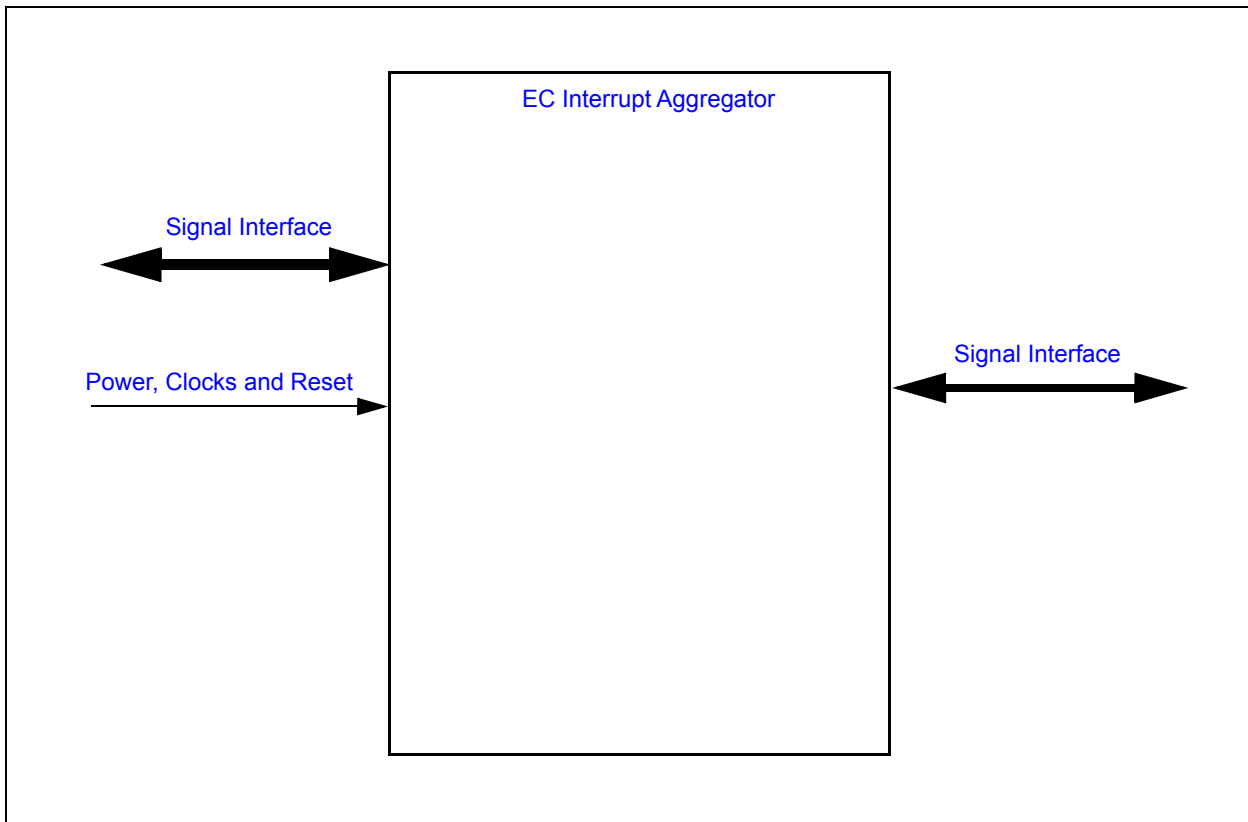 EC Interrupt Aggregator
Signal Interface
Signal Interface
Power, Clocks and Reset